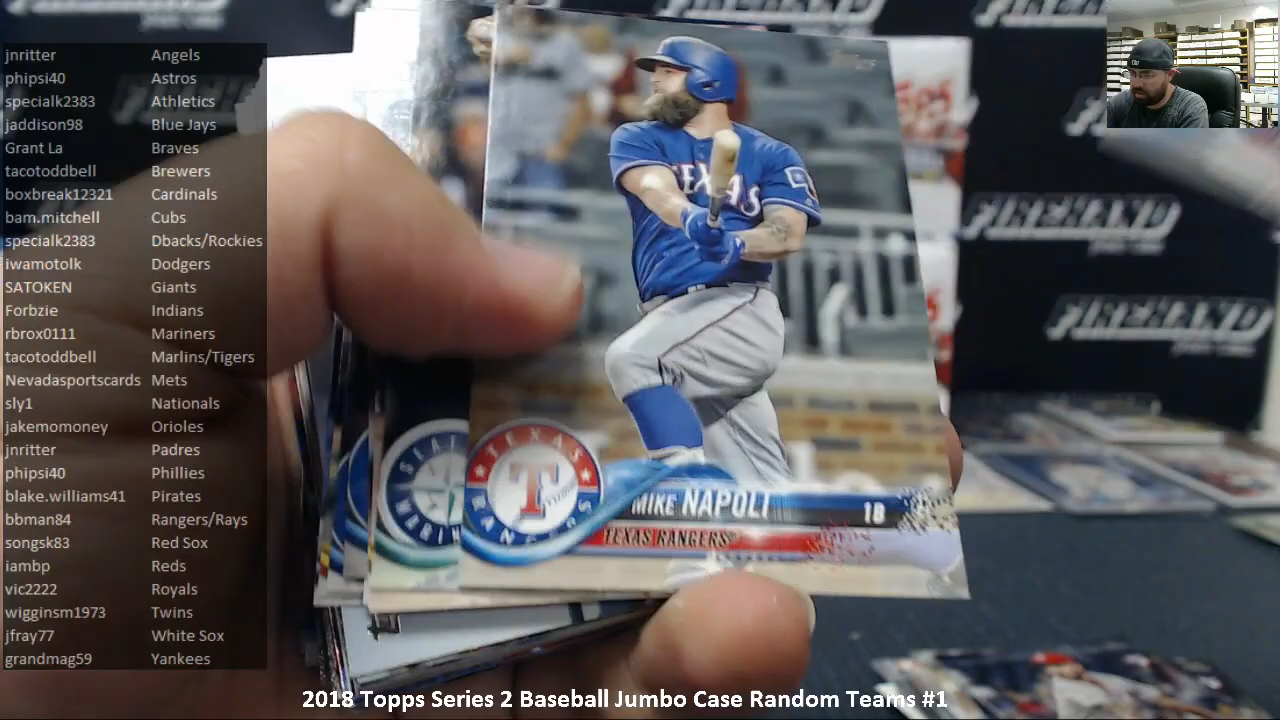 jnritter Angels
phipsi40 Astros
specialk2383 Athletics
jaddison98 Blue Jays
Grant La Braves
tacotoddbell Brewers
boxbreak12321 Cardinals
bam.mitchell Cubs
specialk2383 Dbacks/Rockies
iwamotolk Dodgers
SATOKEN Giants
Forbzie Indians
rbrox0111 Mariners
tacotoddbell Marlins/Tigers
Nevadasportscards Mets
sly1 Nationals
jakemomoney Orioles
jnritter Padres
phipsi40 Phillies
blake.williams41 Pirates
bbman84 Rangers/Rays
songsk83 Red Sox
iambp Reds
vic2222 Royals
wigginsm1973 Twins
jfray77 White Sox
grandmag59 Yankees
TEXAS
TEXAS
T
RANGERS
MIKE NAPOLI 1B
TEXAS RANGERS
FIREHAND
FIREHAND
2018 Topps Series 2 Baseball Jumbo Case Random Teams #1